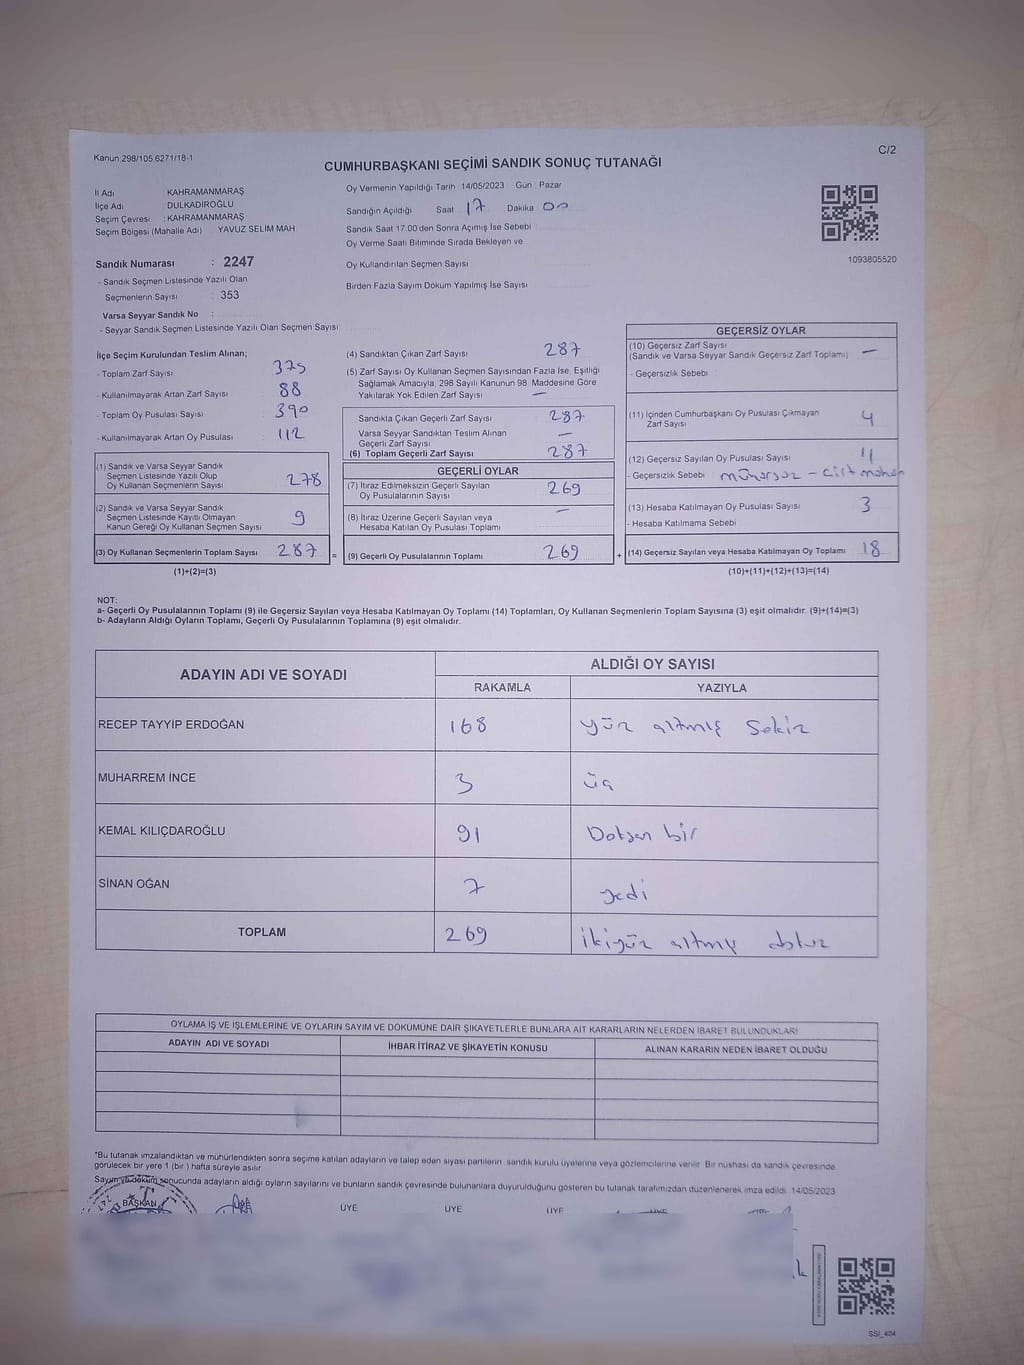 Kanun 298/105 6271/18-1
C/2
CUMHURBAŞKANI SEÇİMİ SANDIK SONUÇ TUTANAĞI
İl Adı KAHRAMANMARAŞ
İlçe Adı DULKADİROĞLU
Seçim Çevresi : KAHRAMANMARAŞ
Seçim Bölgesi (Mahalle Adı) YAVUZ SELİM MAH
Sandık Numarası : 2247
- Sandık Seçmen Listesinde Yazılı Olan
Seçmenlerin Sayısı : 353
Varsa Seyyar Sandık No :
- Seyyar Sandık Seçmen Listesinde Yazılı Olan Seçmen Sayısı
Oy Vermenin Yapıldığı Tarih 14/05/2023 Gün Pazar
Sandığın Açıldığı Saat 17 Dakika 00
Sandık Saat 17 00'den Sonra Açımış İse Sebebi
Oy Verme Saati Bitiminde Sırada Bekleyen ve
Oy Kullandırılan Seçmen Sayısı
Birden Fazla Sayım Döküm Yapılmış İse Sayısı
1093805520
İlçe Seçim Kurulundan Teslim Alınan;
- Toplam Zarf Sayısı 375
- Kullanılmayarak Artan Zarf Sayısı 88
- Toplam Oy Pusulası Sayısı 390
- Kullanılmayarak Artan Oy Pusulası 112
(1) Sandık ve Varsa Seyyar Sandık
Seçmen Listesinde Yazılı Olup
Oy Kullanan Seçmenlerin Sayısı 278
(2) Sandık ve Varsa Seyyar Sandık
Seçmen Listesinde Kayıtlı Olmayan
Kanun Gereği Oy Kullanan Seçmen Sayısı 9
(3) Oy Kullanan Seçmenlerin Toplam Sayısı 287 =
(1)+(2)=(3)
(4) Sandıktan Çıkan Zarf Sayısı 287
(5) Zarf Sayısı Oy Kullanan Seçmen Sayısından Fazla İse, Eşitliği
Sağlamak Amacıyla, 298 Sayılı Kanunun 98. Maddesine Göre
Yakılarak Yok Edilen Zarf Sayısı —
Sandıkta Çıkan Geçerli Zarf Sayısı 287
Varsa Seyyar Sandıktan Teslim Alınan
Geçerli Zarf Sayısı —
(6) Toplam Geçerli Zarf Sayısı 287
GEÇERLİ OYLAR
(7) İtiraz Edilmeksizin Geçerli Sayılan
Oy Pusulalarının Sayısı 269
(8) İtiraz Üzerine Geçerli Sayılan veya
Hesaba Katılan Oy Pusulası Toplamı —
(9) Geçerli Oy Pusulalarının Toplamı 269 +
GEÇERSİZ OYLAR
(10) Geçersiz Zarf Sayısı
(Sandık ve Varsa Seyyar Sandık Geçersiz Zarf Toplamı) —
- Geçersizlik Sebebi
(11) İçinden Cumhurbaşkanı Oy Pusulası Çıkmayan
Zarf Sayısı 4
(12) Geçersiz Sayılan Oy Pusulası Sayısı 11
- Geçersizlik Sebebi mühürsüz - çift mühür
(13) Hesaba Katılmayan Oy Pusulası Sayısı 3
- Hesaba Katılmama Sebebi
(14) Geçersiz Sayılan veya Hesaba Katılmayan Oy Toplamı 18
(10)+(11)+(12)+(13)=(14)
NOT:
a- Geçerli Oy Pusulalarının Toplamı (9) ile Geçersiz Sayılan veya Hesaba Katılmayan Oy Toplamı (14) Toplamları, Oy Kullanan Seçmenlerin Toplam Sayısına (3) eşit olmalıdır. (9)+(14)=(3)
b- Adayların Aldığı Oyların Toplamı, Geçerli Oy Pusulalarının Toplamına (9) eşit olmalıdır.
ADAYIN ADI VE SOYADI ALDIĞI OY SAYISI
RAKAMLA YAZIYLA
RECEP TAYYIP ERDOĞAN 168 yüz altmış sekiz
MUHARREM İNCE 3 üç
KEMAL KILIÇDAROĞLU 91 Doksan bir
SİNAN OĞAN 7 yedi
TOPLAM 269 ikiyüz altmış dokuz
OYLAMA İŞ VE İŞLEMLERİNE VE OYLARIN SAYIM VE DÖKÜMÜNE DAİR ŞİKAYETLERLE BUNLARA AİT KARARLARIN NELERDEN İBARET BULUNDUKLARI
ADAYIN ADI VE SOYADI İHBAR İTİRAZ VE ŞİKAYETİN KONUSU ALINAN KARARIN NEDEN İBARET OLDUĞU
*Bu tutanak imzalandıktan ve mühürlendikten sonra seçime katılan adayların ve talep eden siyasi partilerin sandık kurulu üyelerine veya gözlemcilerine verilir. Bir nüshası da sandık çevresinde
görülecek bir yere 1 (bir) hafta süreyle asılır.
Sayım ve döküm sonucunda adayların aldığı oyların sayılarını ve bunların sandık çevresinde bulunanlara duyurulduğunu gösteren bu tutanak tarafımızdan düzenlenerek imza edildi. 14/05/2023
BAŞKAN ÜYE ÜYE ÜYE ÜYE
SSI_404